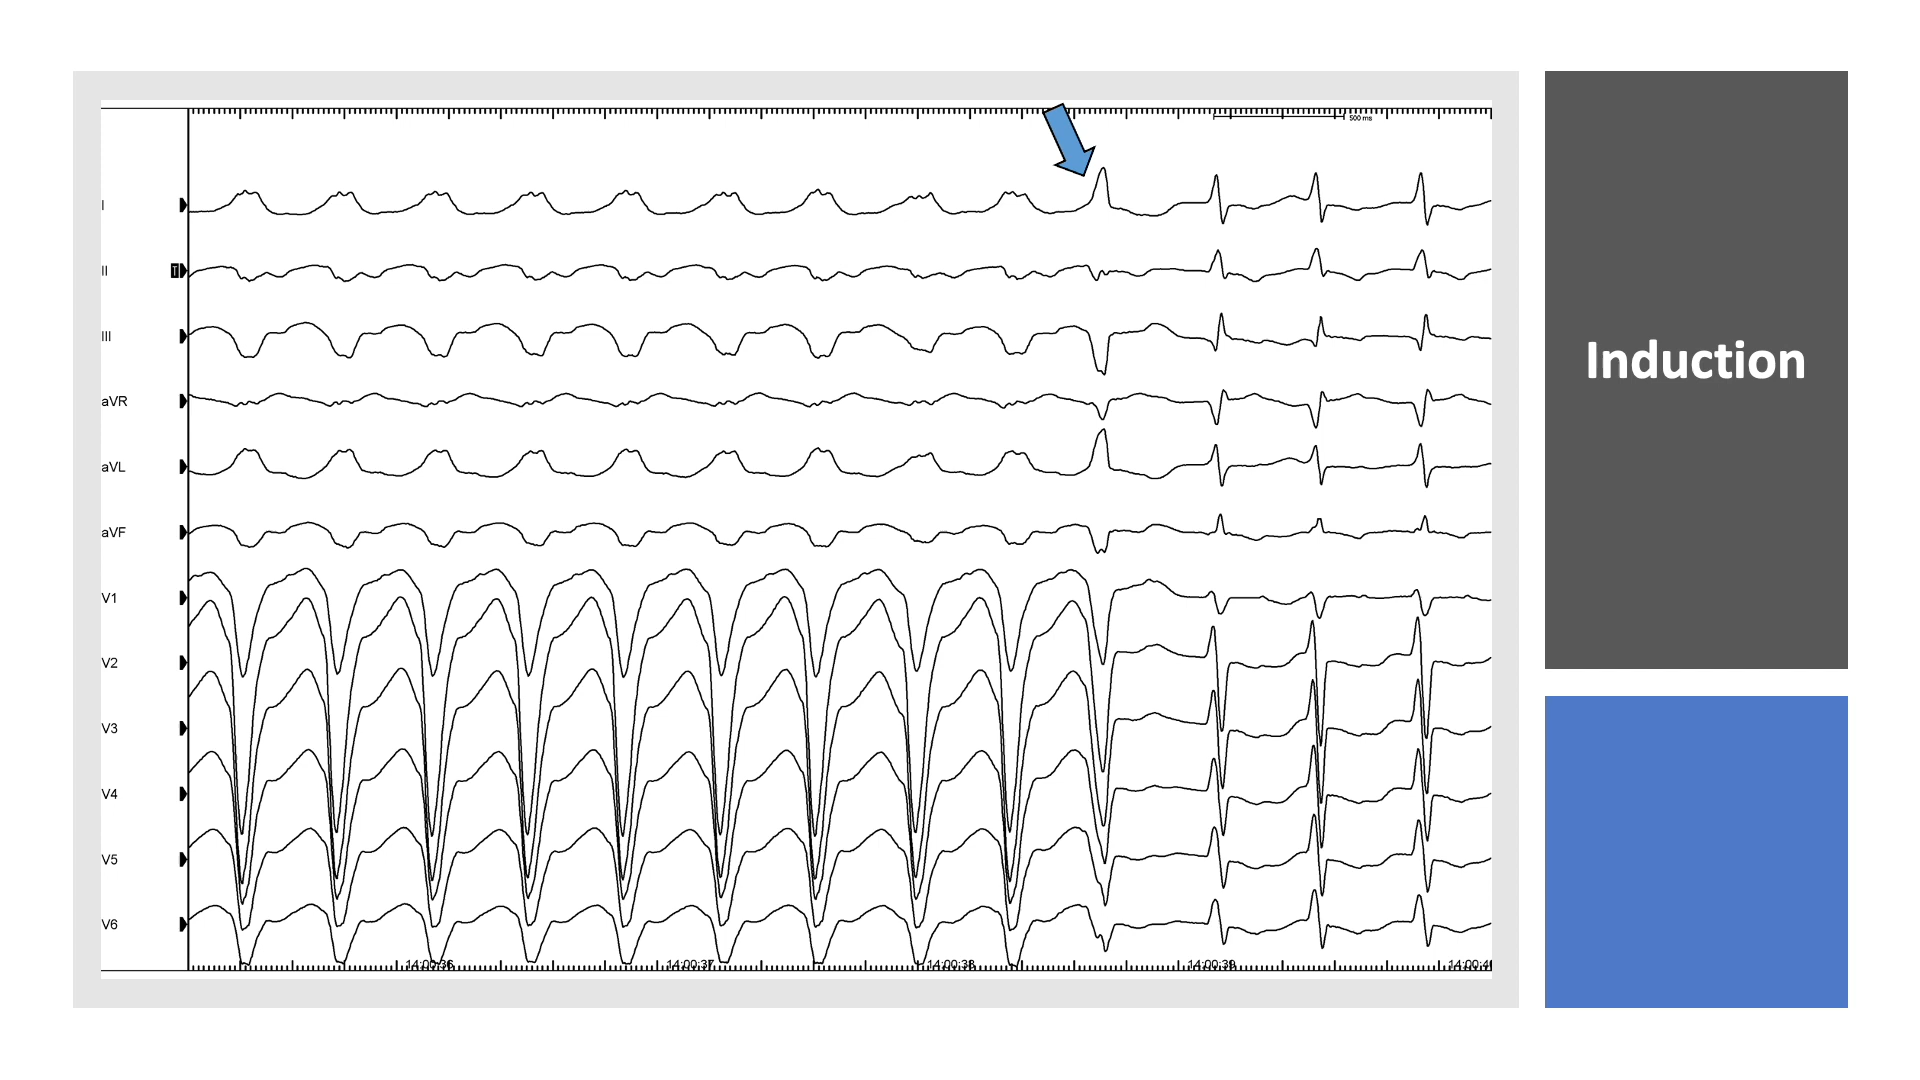 500 ms
I
II
T
III
aVR
aVL
aVF
V1
V2
V3
V4
V5
V6
14:00:36
14:00:37
14:00:38
14:00:39
Induction